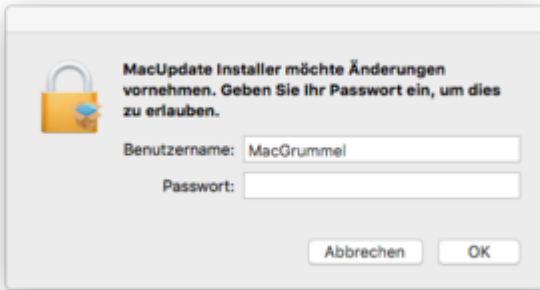 MacUpdate Installer möchte Änderungen
vornehmen. Geben Sie Ihr Passwort ein, um dies
zu erlauben.
Benutzername: MacGrummel
Passwort:
Abbrechen OK